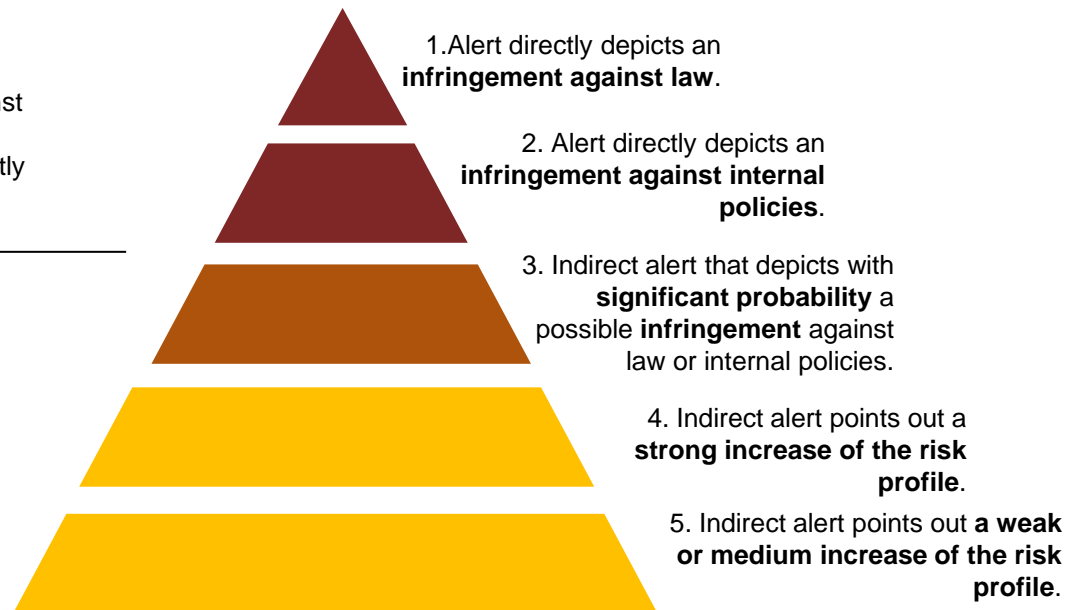 1.Alert directly depicts an
infringement against law.
st
2. Alert directly depicts an
tly
infringement against internal
policies.
3. Indirect alert that depicts with
significant probability a
possible infringement against
law or internal policies.
4. Indirect alert points out a
strong increase of the risk
profile.
5. Indirect alert points out a weak
or medium increase of the risk
profile.